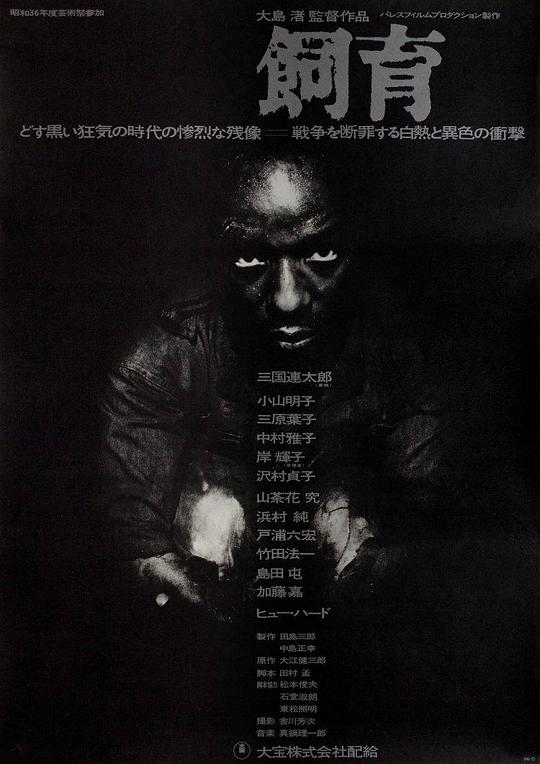 昭和36年度芸術祭参加
大島 渚 監督作品 パレスフィルムプロダクション製作
飼育
どす黒い狂気の時代の惨烈な残像＝戦争を断罪する白熱と異色の衝撃
三国連太郎
小山明子
三原葉子
中村雅子
岸 輝子
沢村貞子
山茶花 究
浜村 純
戸浦六宏
竹田法一
島田 屯
加藤嘉
ヒュー・ハード
製作 田島三郎
中島正幸
原作 大江健三郎
脚本 田村 孟
脚本協力 松本俊夫
石堂淑朗
東松照明
撮影 舎川芳次
音楽 真鍋理一郎
大宝株式会社配給